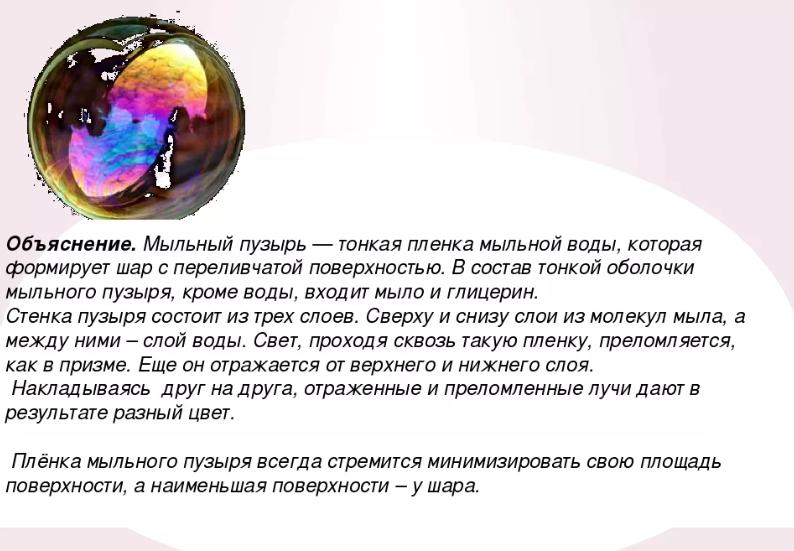 Объяснение. Мыльный пузырь — тонкая пленка мыльной воды, которая
формирует шар с переливчатой поверхностью. В состав тонкой оболочки
мыльного пузыря, кроме воды, входит мыло и глицерин.
Стенка пузыря состоит из трех слоев. Сверху и снизу слои из молекул мыла, а
между ними – слой воды. Свет, проходя сквозь такую пленку, преломляется,
как в призме. Еще он отражается от верхнего и нижнего слоя.
Накладываясь друг на друга, отраженные и преломленные лучи дают в
результате разный цвет.
Плёнка мыльного пузыря всегда стремится минимизировать свою площадь
поверхности, а наименьшая поверхности – у шара.